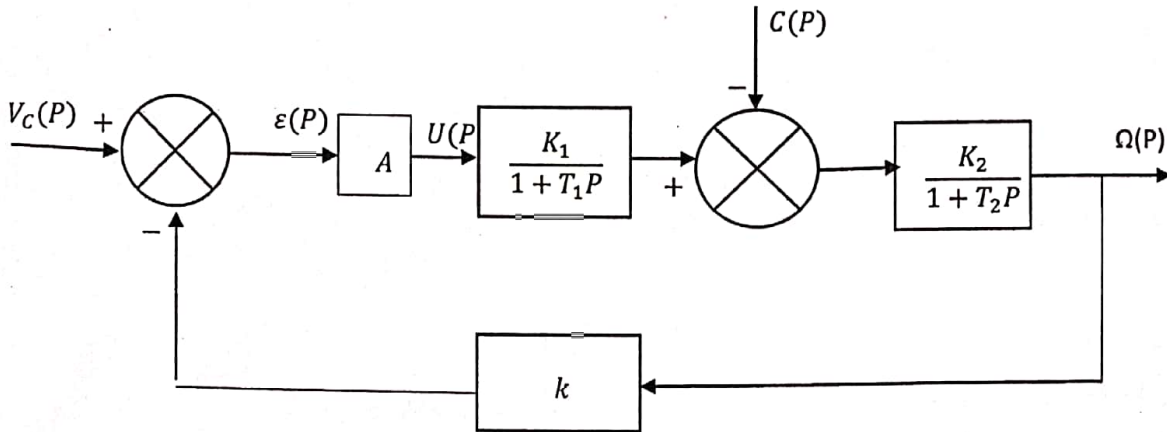 C(P)
V_C(P)
+
ε(P)
A
U(P
K_1
1 + T_1P
−
+
K_2
1 + T_2P
Ω(P)
−
k